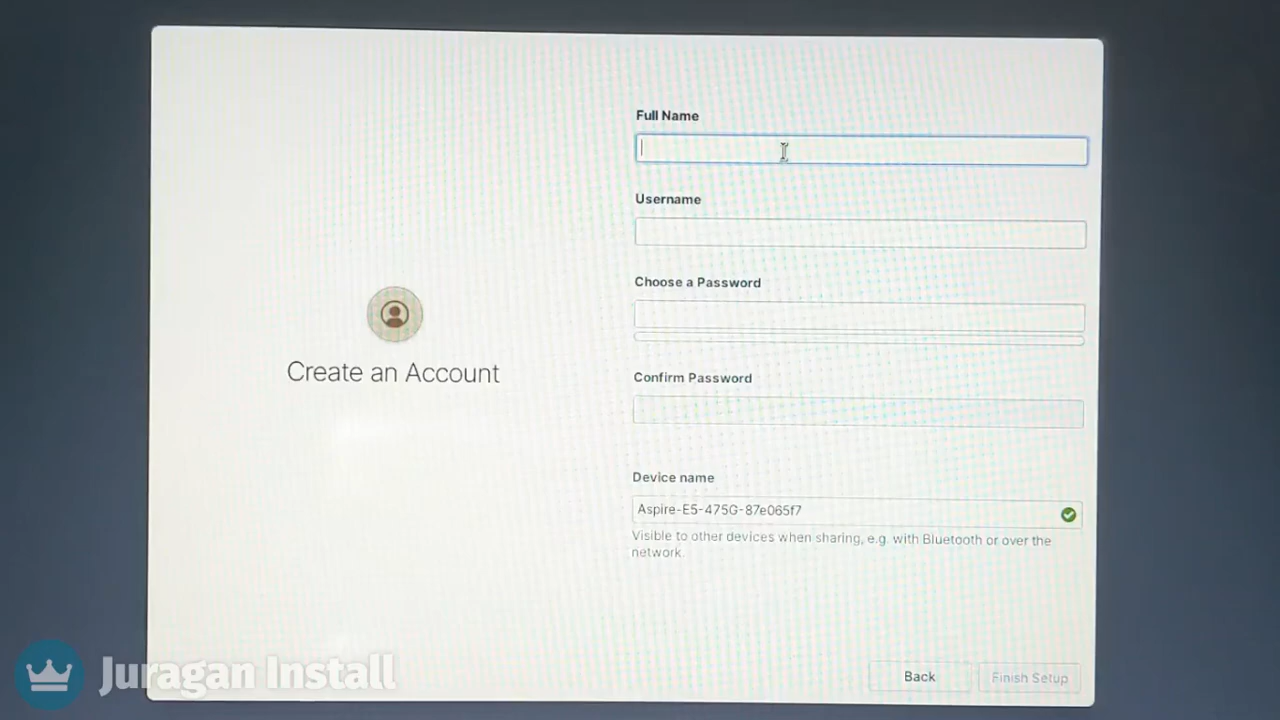 Full Name
Username
Choose a Password
Create an Account
Confirm Password
Device name
Aspire-E5-475G-87e065f7
Visible to other devices when sharing, e.g. with Bluetooth or over the
network.
Back
Finish Setup
Juragan Install